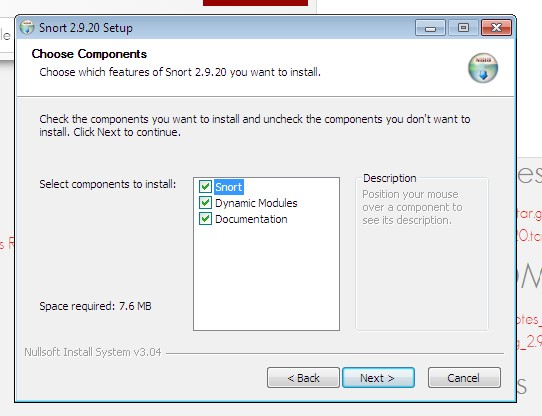 Snort 2.9.20 Setup
Choose Components
Choose which features of Snort 2.9.20 you want to install.
Check the components you want to install and uncheck the components you don't want to
install. Click Next to continue.
Select components to install:
Snort
Dynamic Modules
Documentation
Description
Position your mouse
over a component to
see its description.
Space required: 7.6 MB
Nullsoft Install System v3.04
< Back
Next >
Cancel